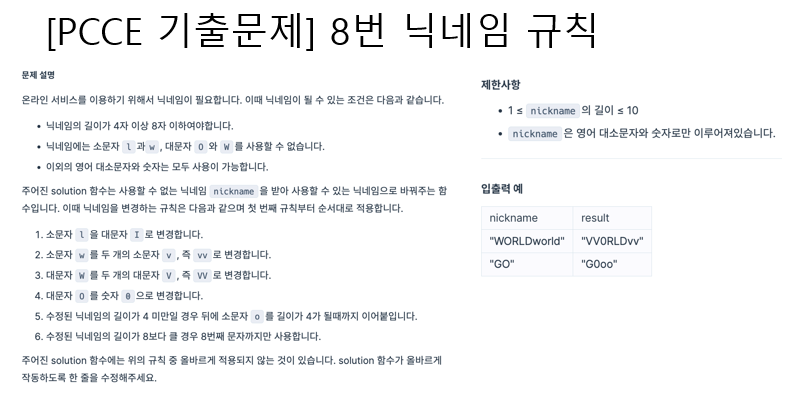 [PCCE 기출문제] 8번 닉네임 규칙
문제 설명
온라인 서비스를 이용하기 위해서 닉네임이 필요합니다. 이때 닉네임이 될 수 있는 조건은 다음과 같습니다.
• 닉네임의 길이가 4자 이상 8자 이하여야합니다.
• 닉네임에는 소문자 l 과 w , 대문자 O 와 W 를 사용할 수 없습니다.
• 이외의 영어 대소문자와 숫자는 모두 사용이 가능합니다.
주어진 solution 함수는 사용할 수 없는 닉네임 nickname 을 받아 사용할 수 있는 닉네임으로 바꿔주는 함
수입니다. 이때 닉네임을 변경하는 규칙은 다음과 같으며 첫 번째 규칙부터 순서대로 적용합니다.
1. 소문자 l 을 대문자 I 로 변경합니다.
2. 소문자 w 를 두 개의 소문자 v , 즉 vv 로 변경합니다.
3. 대문자 W 를 두 개의 대문자 V , 즉 VV 로 변경합니다.
4. 대문자 O 를 숫자 0 으로 변경합니다.
5. 수정된 닉네임의 길이가 4 미만일 경우 뒤에 소문자 o 를 길이가 4가 될때까지 이어붙입니다.
6. 수정된 닉네임의 길이가 8보다 클 경우 8번째 문자까지만 사용합니다.
주어진 solution 함수에는 위의 규칙 중 올바르게 적용되지 않는 것이 있습니다. solution 함수가 올바르게
작동하도록 한 줄을 수정해주세요.
제한사항
• 1 ≤ nickname 의 길이 ≤ 10
• nickname 은 영어 대소문자와 숫자로만 이루어져있습니다.
입출력 예
nickname result
"WORLDworld" "VV0RLDvv"
"GO" "G0oo"